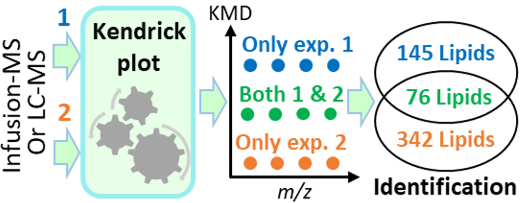 Infusion-MS
Or LC-MS
1
2
Kendrick
plot
KMD
Only exp. 1
Both 1 & 2
Only exp. 2
m/z
145 Lipids
76 Lipids
342 Lipids
Identification